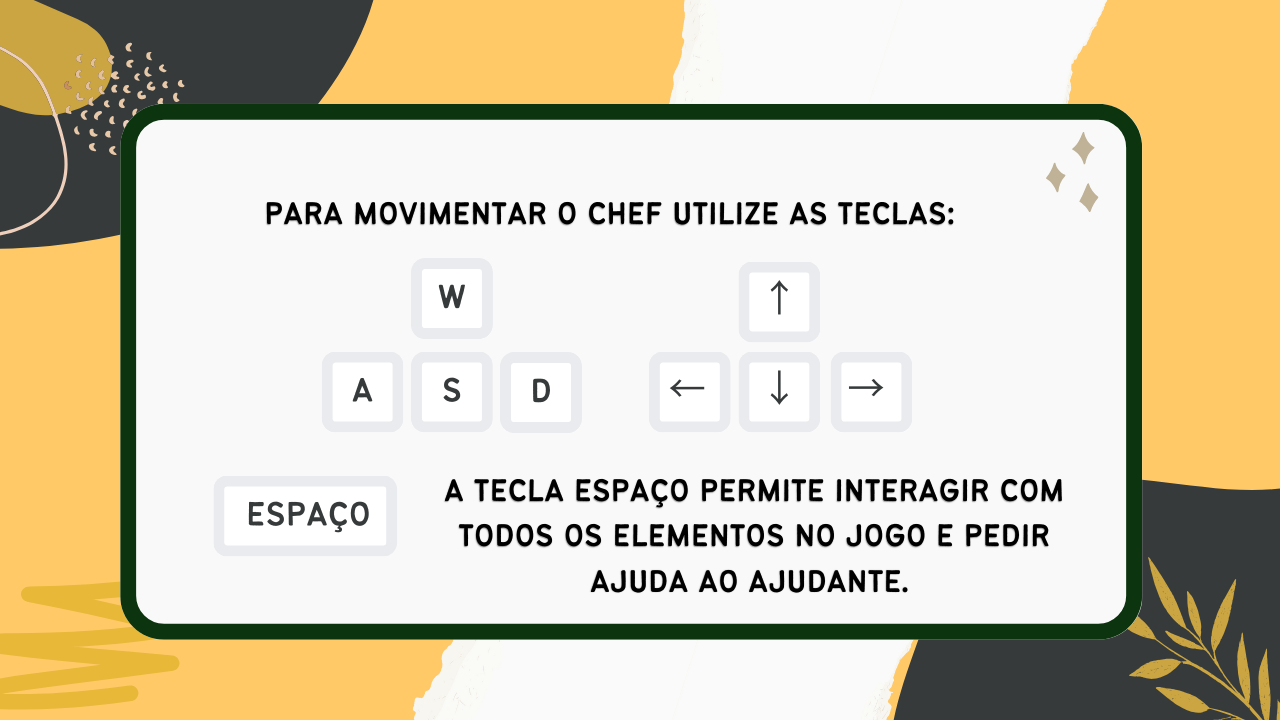 PARA MOVIMENTAR O CHEF UTILIZE AS TECLAS:
W ↑
A S D ← ↓ →
ESPAÇO
A TECLA ESPAÇO PERMITE INTERAGIR COM
TODOS OS ELEMENTOS NO JOGO E PEDIR
AJUDA AO AJUDANTE.